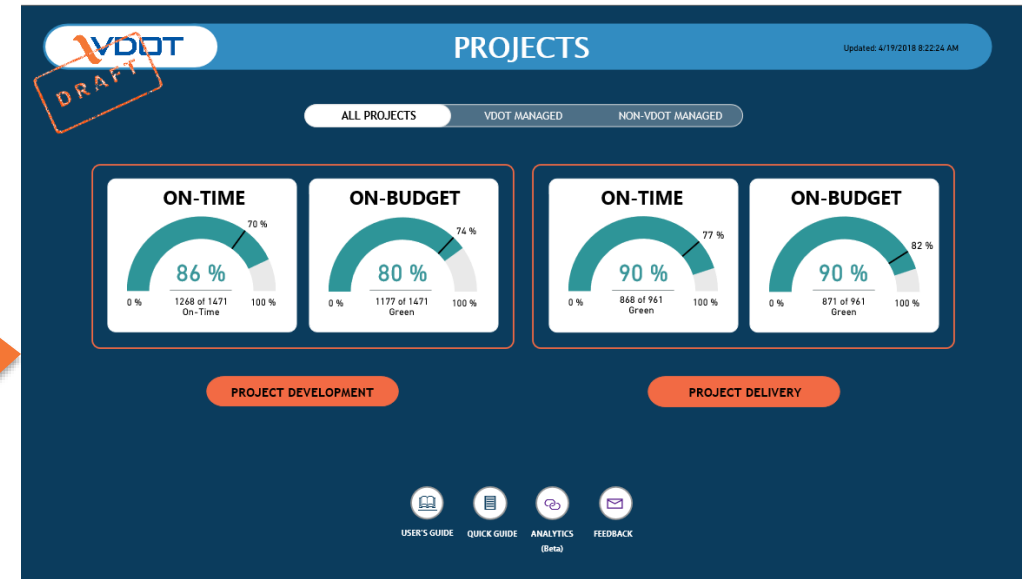 VDOT
DRAFT
PROJECTS
Updated: 4/19/2018 8:22:24 AM
ALL PROJECTS
VDOT MANAGED
NON-VDOT MANAGED
ON-TIME
70 %
86 %
0 %
1268 of 1471
On-Time
100 %
ON-BUDGET
74 %
80 %
0 %
1177 of 1471
Green
100 %
ON-TIME
77 %
90 %
0 %
868 of 961
Green
100 %
ON-BUDGET
82 %
90 %
0 %
871 of 961
Green
100 %
PROJECT DEVELOPMENT
PROJECT DELIVERY
USER'S GUIDE
QUICK GUIDE
ANALYTICS
(Beta)
FEEDBACK